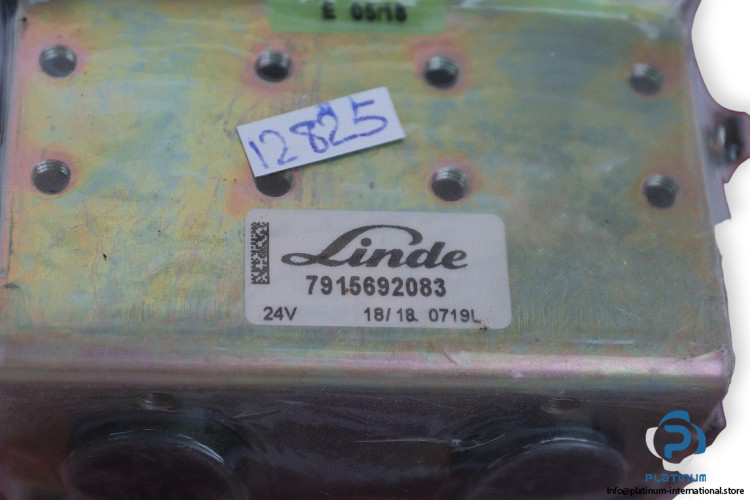 E 05/18
12825
Linde
7915692083
24V 18/18 0719L
PLATINUM
Info@platinum-international.store